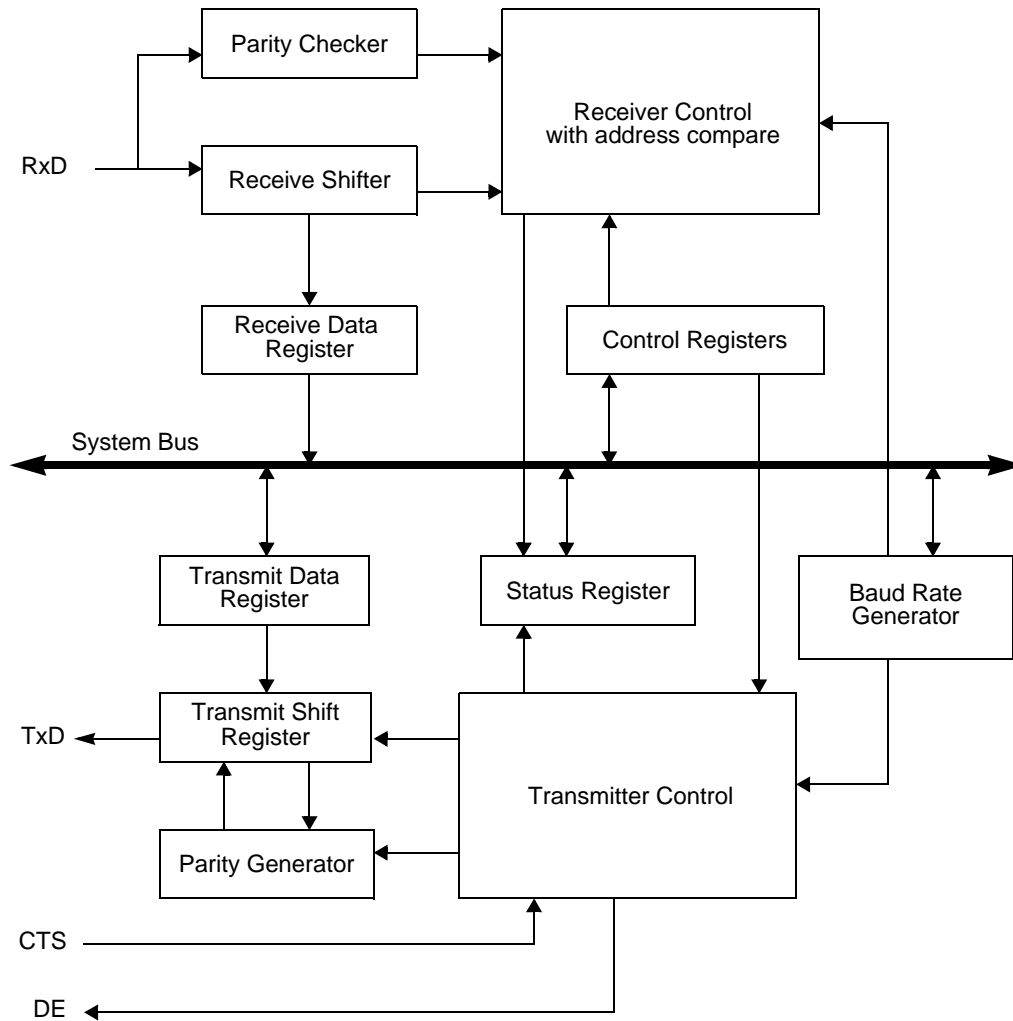 Parity Checker
Receiver Control
with address compare
RxD
Receive Shifter
Receive Data
Register
Control Registers
System Bus
Transmit Data
Register
Status Register
Baud Rate
Generator
TxD
Transmit Shift
Register
Transmitter Control
Parity Generator
CTS
DE